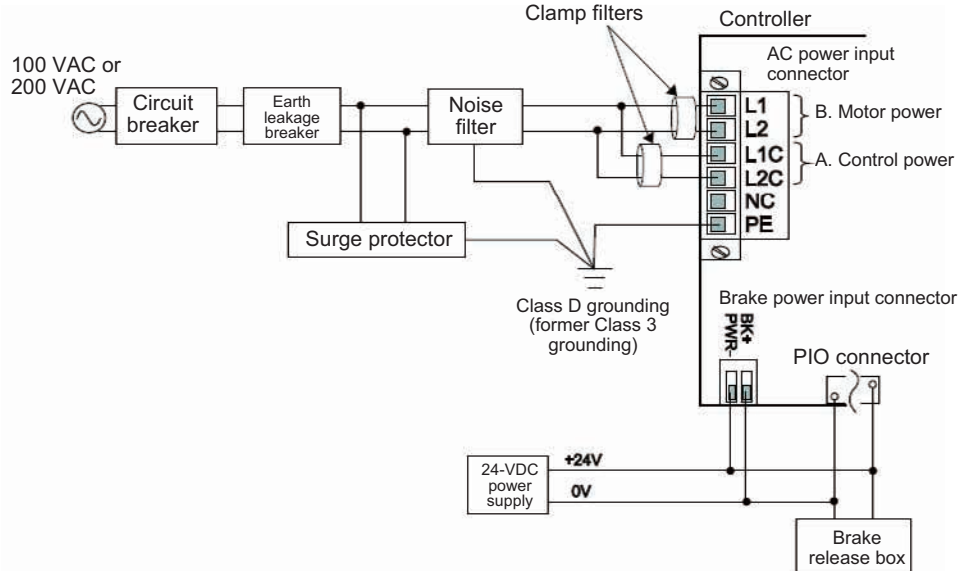 Clamp filters
Controller
100 VAC or
200 VAC
AC power input
connector
Circuit
breaker
Earth
leakage
breaker
Noise
filter
L1
L2
L1C
L2C
NC
PE
B. Motor power
A. Control power
Surge protector
Class D grounding
(former Class 3
grounding)
Brake power input connector
PWR-
BK+
PIO connector
24-VDC
power
supply
+24V
0V
Brake
release box